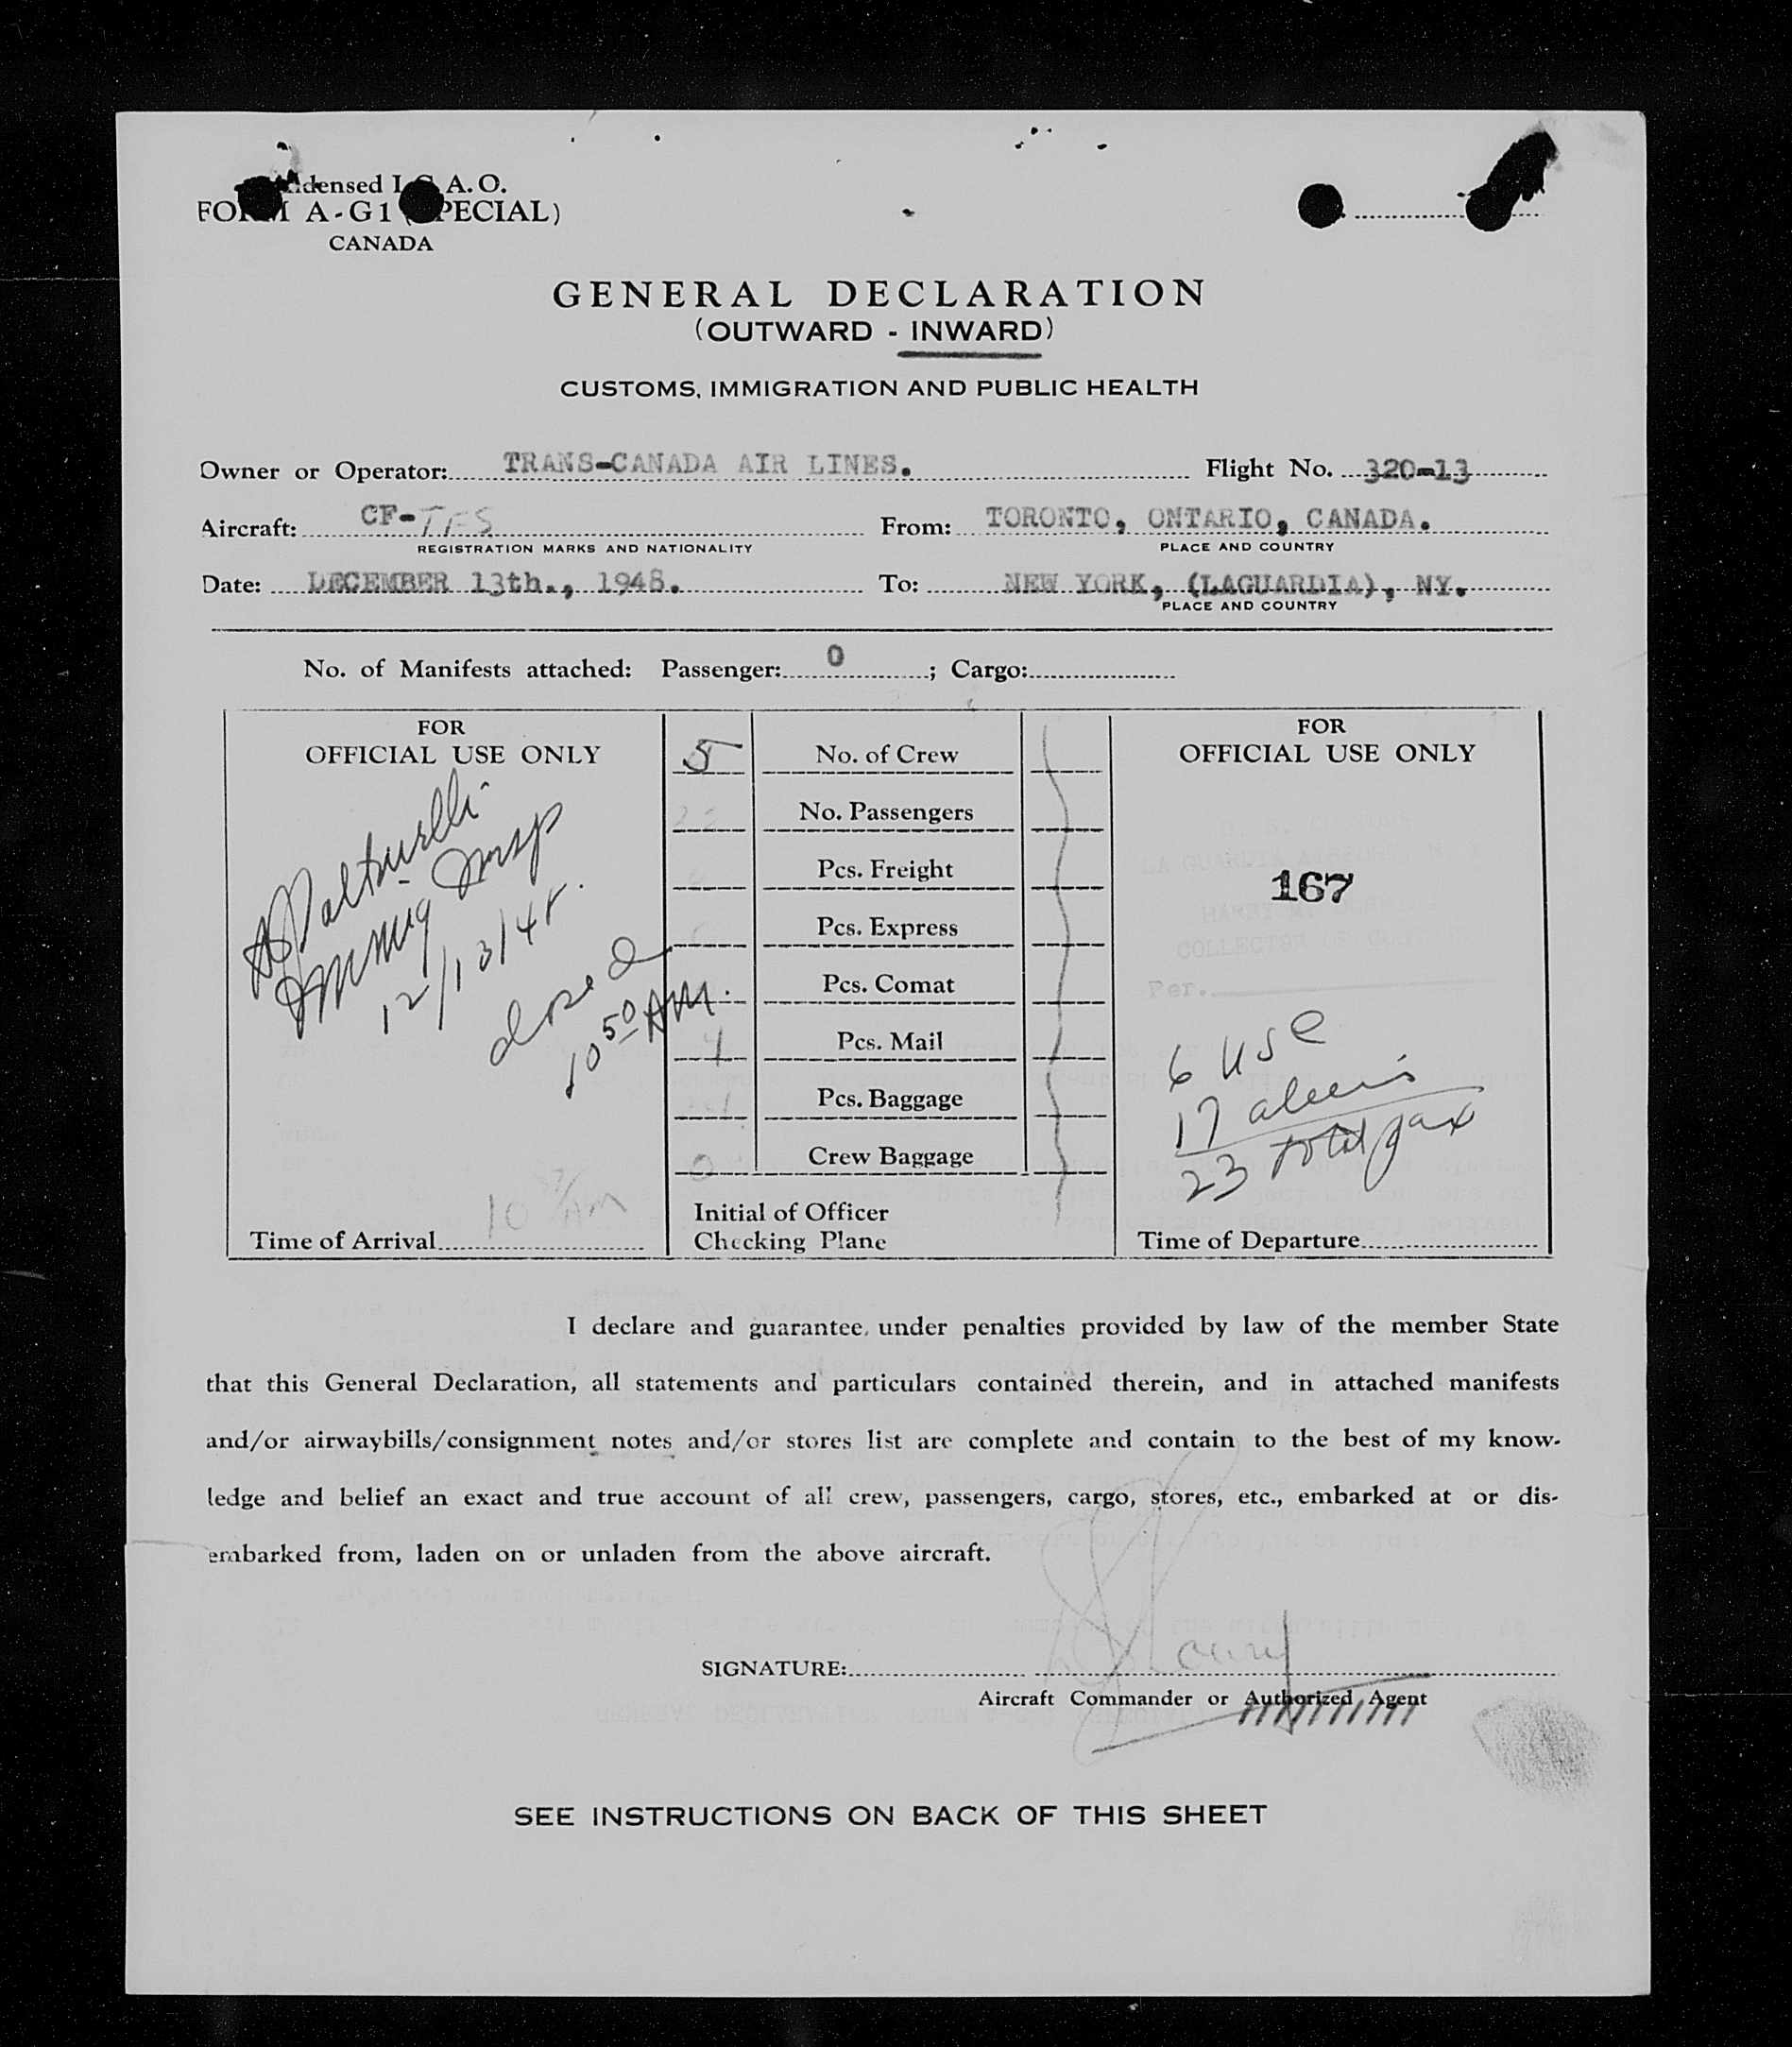 densed I.C.A.O.
FORM A-G1 (SPECIAL)
CANADA
GENERAL DECLARATION
(OUTWARD - INWARD)
CUSTOMS, IMMIGRATION AND PUBLIC HEALTH
Owner or Operator: TRANS-CANADA AIR LINES. Flight No. 320-13
Aircraft: CF-TFS From: TORONTO, ONTARIO, CANADA.
REGISTRATION MARKS AND NATIONALITY PLACE AND COUNTRY
Date: DECEMBER 13th., 1948. To: NEW YORK, (LAGUARDIA), NY.
PLACE AND COUNTRY
No. of Manifests attached: Passenger: 0 ; Cargo:
FOR
OFFICIAL USE ONLY
Immig Insp
12/13/48.
closed
10 50 AM.
Time of Arrival 10 AM
5 No. of Crew
No. Passengers
Pcs. Freight
Pcs. Express
Pcs. Comat
Pcs. Mail
Pcs. Baggage
0 Crew Baggage
Initial of Officer
Checking Plane
FOR
OFFICIAL USE ONLY
167
COLLECTOR
Per.
6 USC
17 aliens
23 total pax
Time of Departure
I declare and guarantee, under penalties provided by law of the member State
that this General Declaration, all statements and particulars contained therein, and in attached manifests
and/or airwaybills/consignment notes and/or stores list are complete and contain to the best of my know-
ledge and belief an exact and true account of all crew, passengers, cargo, stores, etc., embarked at or dis-
embarked from, laden on or unladen from the above aircraft.
SIGNATURE:
Aircraft Commander or Authorized Agent
SEE INSTRUCTIONS ON BACK OF THIS SHEET